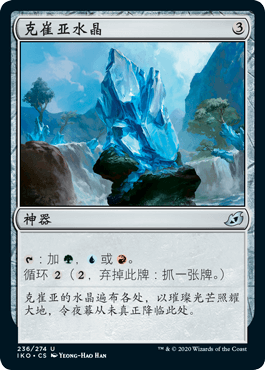 克崔亚水晶 3
神器
：加，或。
循环2（2，弃掉此牌：抓一张牌。）
克崔亚的水晶遍布各处，以璀璨光芒照耀
大地，令夜幕从未真正降临此处。
236/274 U
IKO • CS Yeong-Hao Han
™ & © 2020 Wizards of the Coast